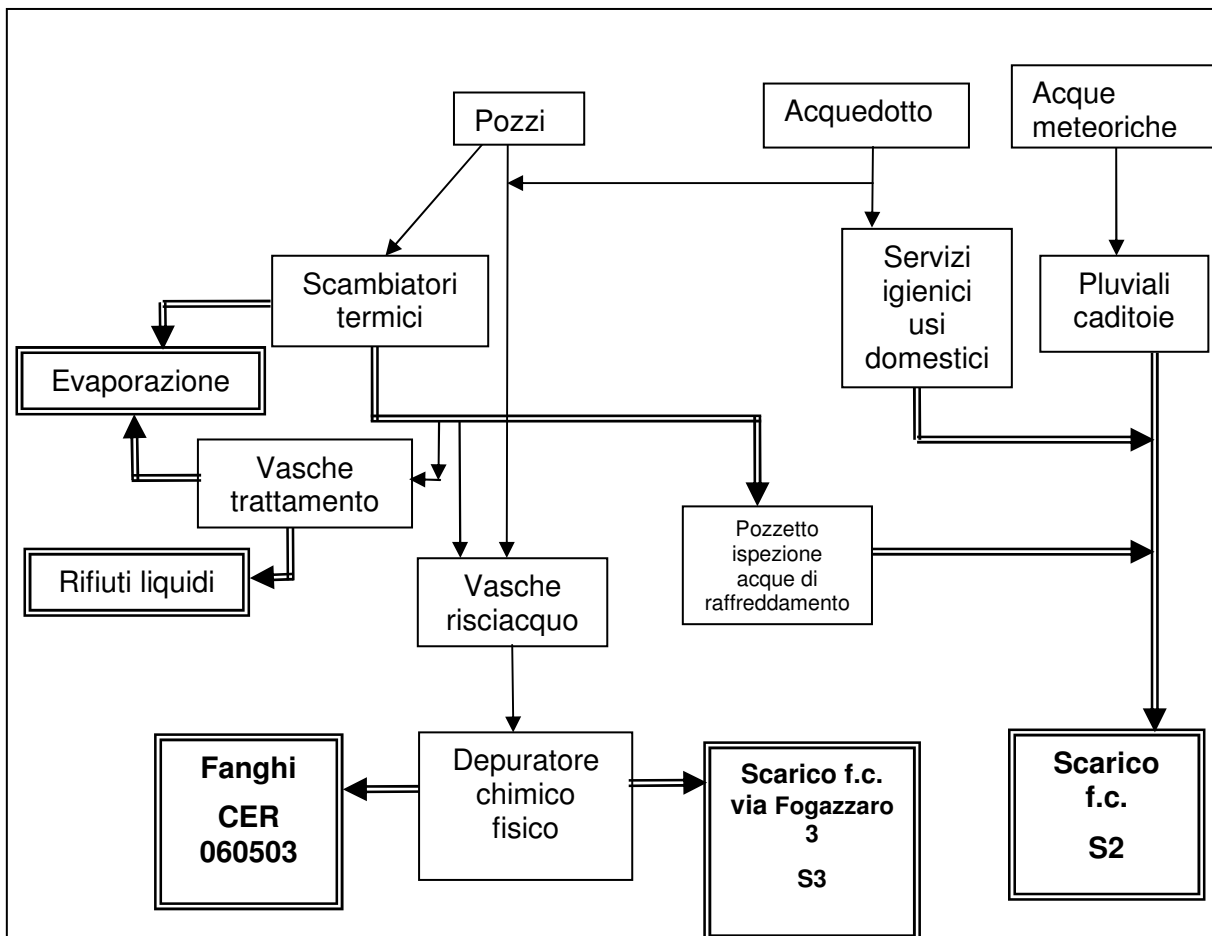 Pozzi
Acquedotto
Acque
meteoriche
Scambiatori
termici
Servizi
igienici
usi
domestici
Pluviali
caditoie
Evaporazione
Vasche
trattamento
Rifiuti liquidi
Vasche
risciacquo
Pozzetto
ispezione
acque di
raffreddamento
Fanghi
CER
060503
Depuratore
chimico
fisico
Scarico f.c.
via Fogazzaro
3
S3
Scarico
f.c.
S2